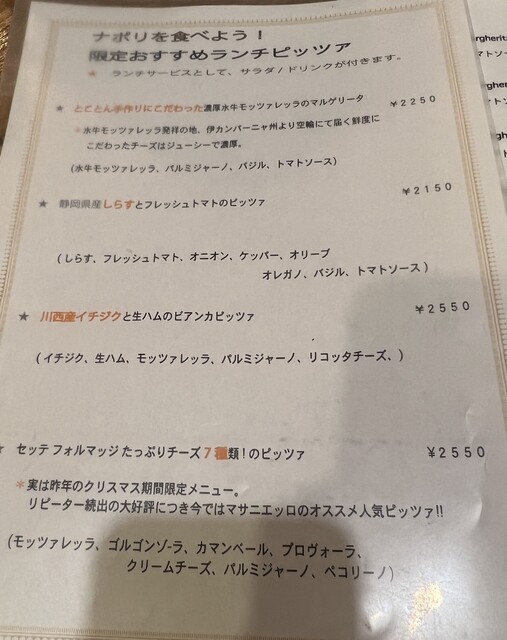 ナポリを食べよう！
限定おすすめランチピッツァ
★ ランチサービスとして、サラダ/ドリンクが付きます。
★ とことん手作りにこだわった濃厚水牛モッツァレッラのマルゲリータ ￥2250
※水牛モッツァレッラ発祥の地、伊カンパーニャ州より空輸にて届く鮮度に
こだわったチーズはジューシーで濃厚。
(水牛モッツァレッラ、パルミジャーノ、バジル、トマトソース)
￥2150
★ 静岡県産しらすとフレッシュトマトのピッツァ
(しらす、フレッシュトマト、オニオン、ケッパー、オリーブ
オレガノ、バジル、トマトソース)
￥2550
★ 川西産イチジクと生ハムのビアンカピッツァ
(イチジク、生ハム、モッツァレッラ、パルミジャーノ、リコッタチーズ、)
★ セッテ フォルマッジ たっぷりチーズ７種類！のピッツァ ￥2550
＊実は昨年のクリスマス期間限定メニュー。
リピーター続出の大好評につき今ではマサニエッロのオススメ人気ピッツァ!!
(モッツァレッラ、ゴルゴンゾ-ラ、カマンベール、プロヴォーラ、
クリームチーズ、パルミジャーノ、ペコリーノ)